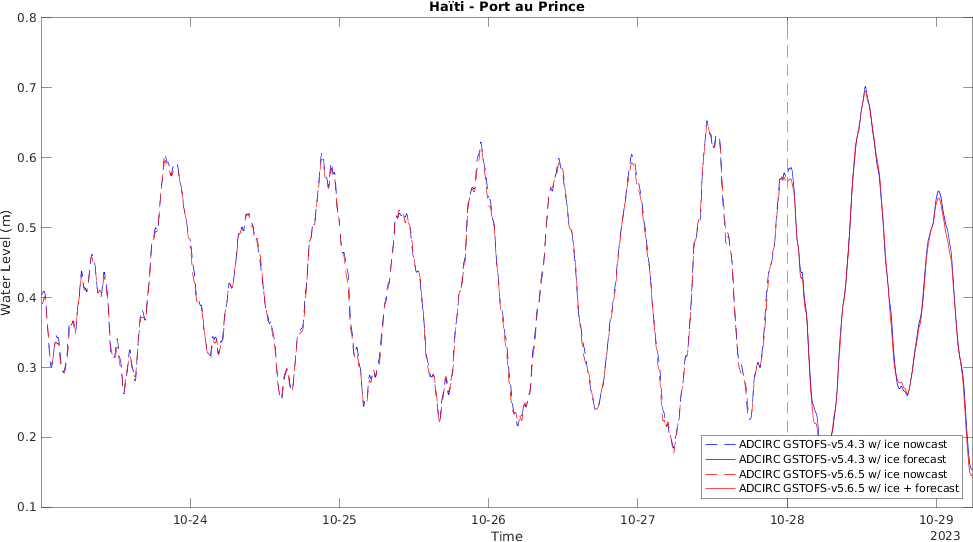 Haïti - Port au Prince
0.8
0.7
0.6
0.5
0.4
0.3
0.2
0.1
Water Level (m)
ADCIRC GSTOFS-v5.4.3 w/ ice nowcast
ADCIRC GSTOFS-v5.4.3 w/ ice forecast
ADCIRC GSTOFS-v5.6.5 w/ ice nowcast
ADCIRC GSTOFS-v5.6.5 w/ ice + forecast
10-24 10-25 10-26 10-27 10-28 10-29
Time 2023